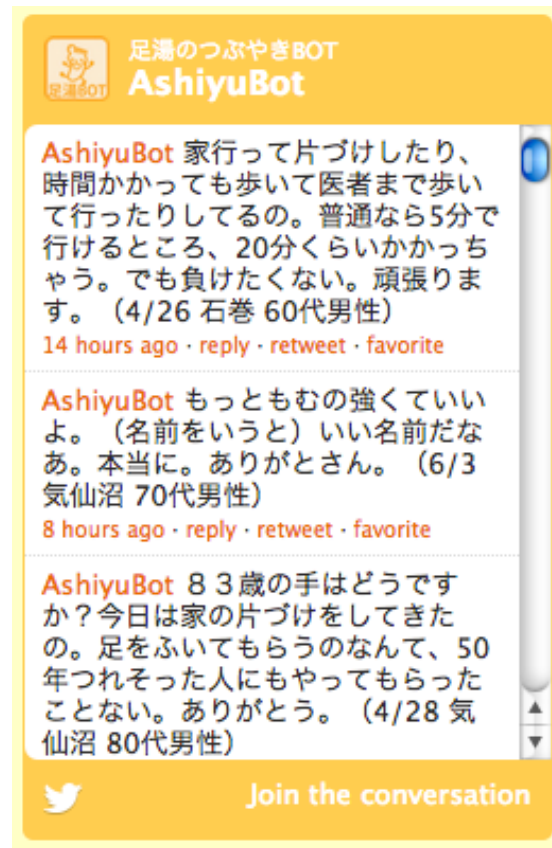 足湯のつぶやきBOT
AshiyuBot
足湯BOT
AshiyuBot 家行って片づけしたり、
時間かかっても歩いて医者まで歩い
て行ったりしてるの。普通なら5分で
行けるところ、20分くらいかかっち
ゃう。でも負けたくない。頑張りま
す。（4/26 石巻 60代男性）
14 hours ago · reply · retweet · favorite
AshiyuBot もっともむの強くていい
よ。（名前をいうと）いい名前だな
あ。本当に。ありがとさん。（6/3
気仙沼 70代男性）
8 hours ago · reply · retweet · favorite
AshiyuBot ８３歳の手はどうです
か？今日は家の片づけをしてきた
の。足をふいてもらうのなんて、50
年つれそった人にもやってもらった
ことない。ありがとう。（4/28 気
仙沼 80代男性）
Join the conversation